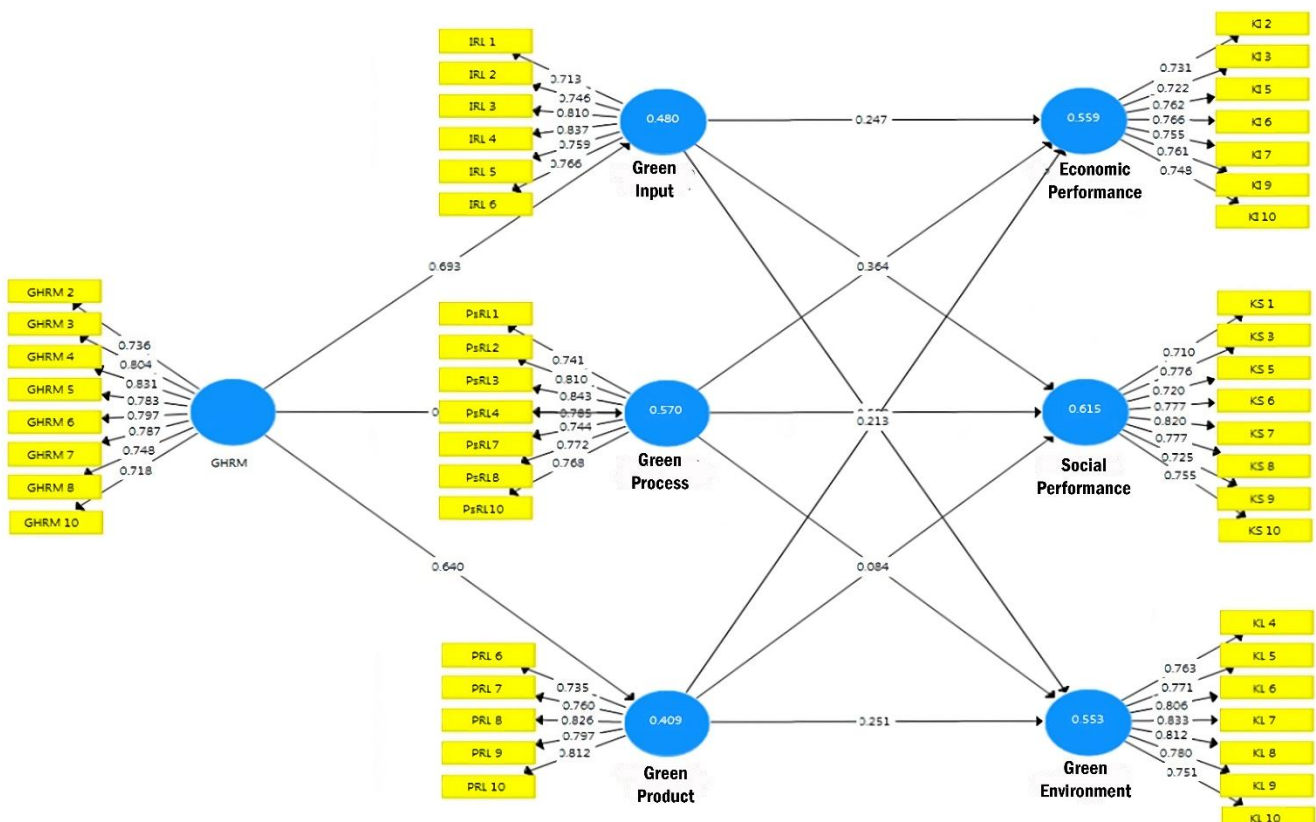 IRL 1
IRL 2
IRL 3
IRL 4
IRL 5
IRL 6
0.713
0.746
0.810
0.837
0.759
0.766
0.480
Green
Input
0.247
0.559
Economic
Performance
0.731
0.722
0.762
0.766
0.755
0.761
0.748
KI 2
KI 3
KI 5
KI 6
KI 7
KI 9
KI 10
0.693
0.364
GHRM 2
GHRM 3
GHRM 4
GHRM 5
GHRM 6
GHRM 7
GHRM 8
GHRM 10
0.736
0.804
0.831
0.783
0.797
0.787
0.748
0.718
GHRM
PsRL1
PsRL2
PsRL3
PsRL4
PsRL7
PsRL8
PsRL10
0.741
0.810
0.843
0.785
0.744
0.772
0.768
0.570
Green
Process
0.213
0.615
Social
Performance
0.710
0.776
0.720
0.777
0.820
0.777
0.725
0.755
KS 1
KS 3
KS 5
KS 6
KS 7
KS 8
KS 9
KS 10
0.640
0.084
PRL 6
PRL 7
PRL 8
PRL 9
PRL 10
0.735
0.760
0.826
0.797
0.812
0.409
Green
Product
0.251
0.553
Green
Environment
0.763
0.771
0.806
0.833
0.812
0.780
0.751
KL 4
KL 5
KL 6
KL 7
KL 8
KL 9
KL 10